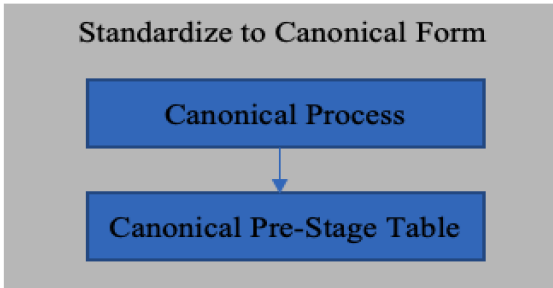 Standardize to Canonical Form
Canonical Process
Canonical Pre-Stage Table